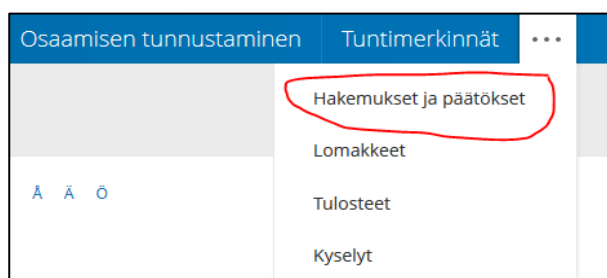 Osaamisen tunnustaminen Tuntimerkinnät ...
Hakemukset ja päätökset
Lomakkeet
Å Ä Ö
Tulosteet
Kyselyt